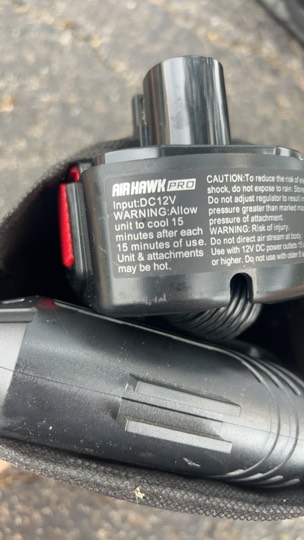 AIRHAWK PRO
Input:DC12V
WARNING:Allow
unit to cool 15
minutes after each
15 minutes of use.
Unit & attachments
may be hot.
CAUTION:To reduce the risk of
shock, do not expose to rain.
Do not adjust regulator to result
pressure greater than marked
pressure of attachment.
WARNING: Risk of injury.
Do not direct air stream at body.
Use with 12V DC power outlets
or higher. Do not use with